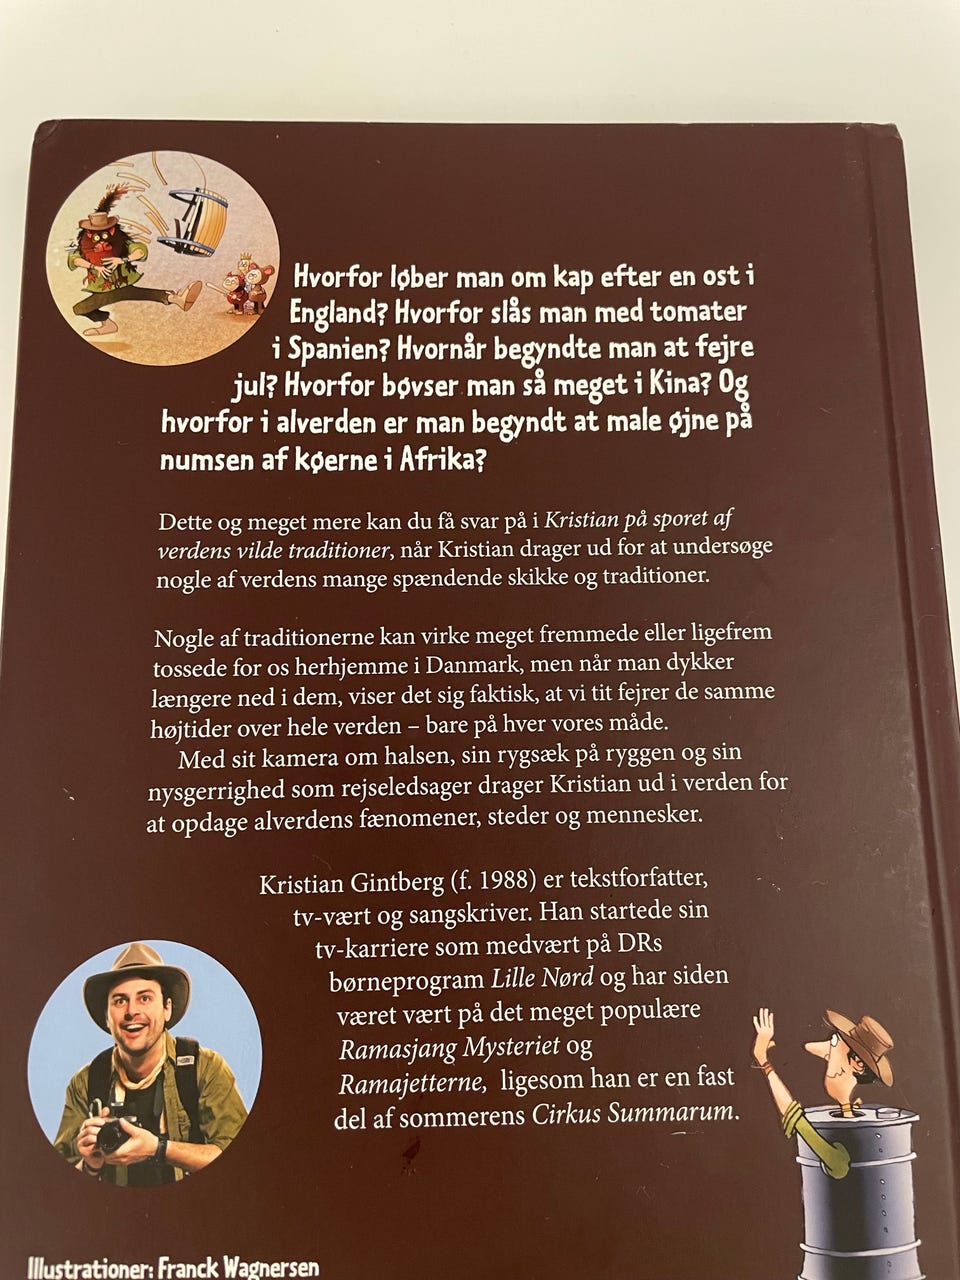 Hvorfor løber man om kap efter en ost i
England? Hvorfor slås man med tomater
i Spanien? Hvornår begyndte man at fejre
jul? Hvorfor bøvser man så meget i Kina? Og
hvorfor i alverden er man begyndt at male øjne på
numsen af køerne i Afrika?
Dette og meget mere kan du få svar på i Kristian på sporet af
verdens vilde traditioner, når Kristian drager ud for at undersøge
nogle af verdens mange spændende skikke og traditioner.
Nogle af traditionerne kan virke meget fremmede eller ligefrem
tossede for os herhjemme i Danmark, men når man dykker
længere ned i dem, viser det sig faktisk, at vi tit fejrer de samme
højtider over hele verden – bare på hver vores måde.
Med sit kamera om halsen, sin rygsæk på ryggen og sin
nysgerrighed som rejseledsager drager Kristian ud i verden for
at opdage alverdens fænomener, steder og mennesker.
Kristian Gintberg (f. 1988) er tekstforfatter,
tv-vært og sangskriver. Han startede sin
tv-karriere som medvært på DRs
børneprogram Lille Nørd og har siden
været vært på det meget populære
Ramasjang Mysteriet og
Ramajetterne, ligesom han er en fast
del af sommerens Cirkus Summarum.
Illustrationer: Franck Wagnersen